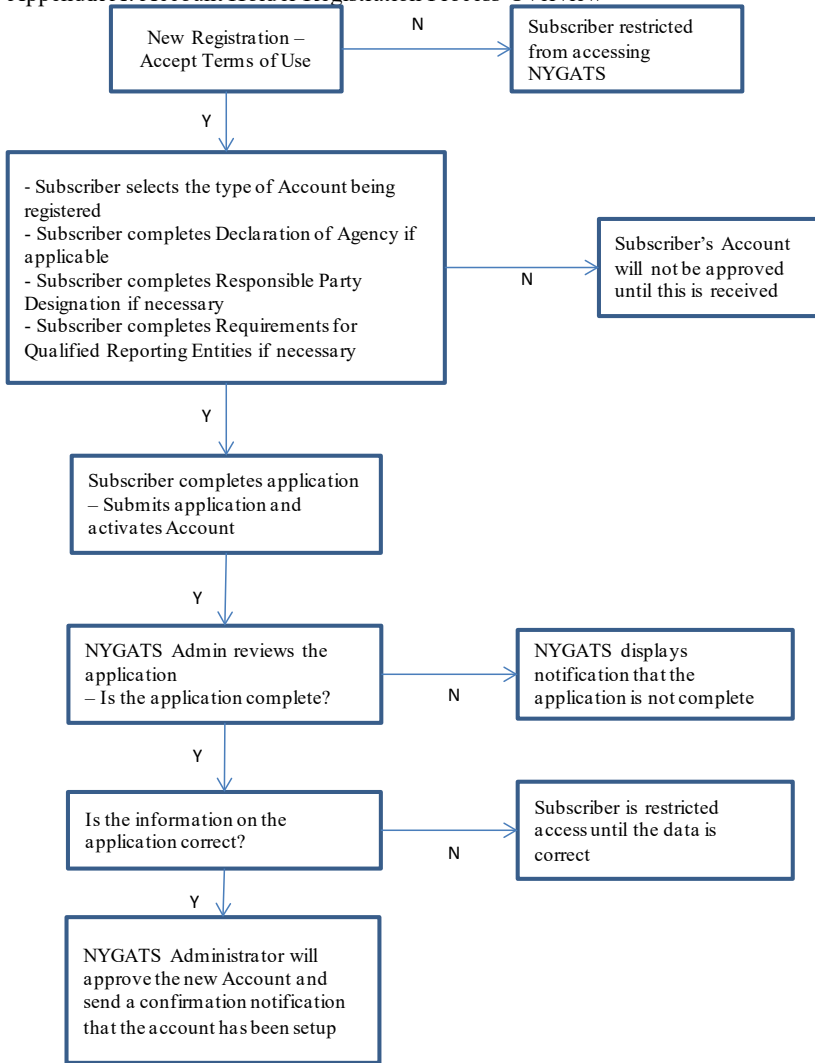 New Registration –
Accept Terms of Use
N
Subscriber restricted
from accessing
NYGATS
Y
- Subscriber selects the type of Account being
registered
- Subscriber completes Declaration of Agency if
applicable
- Subscriber completes Responsible Party
Designation if necessary
- Subscriber completes Requirements for
Qualified Reporting Entities if necessary
N
Subscriber's Account
will not be approved
until this is received
Y
Subscriber completes application
– Submits application and
activates Account
Y
NYGATS Admin reviews the
application
– Is the application complete?
N
NYGATS displays
notification that the
application is not complete
Y
Is the information on the
application correct?
N
Subscriber is restricted
access until the data is
correct
Y
NYGATS Administrator will
approve the new Account and
send a confirmation notification
that the account has been setup